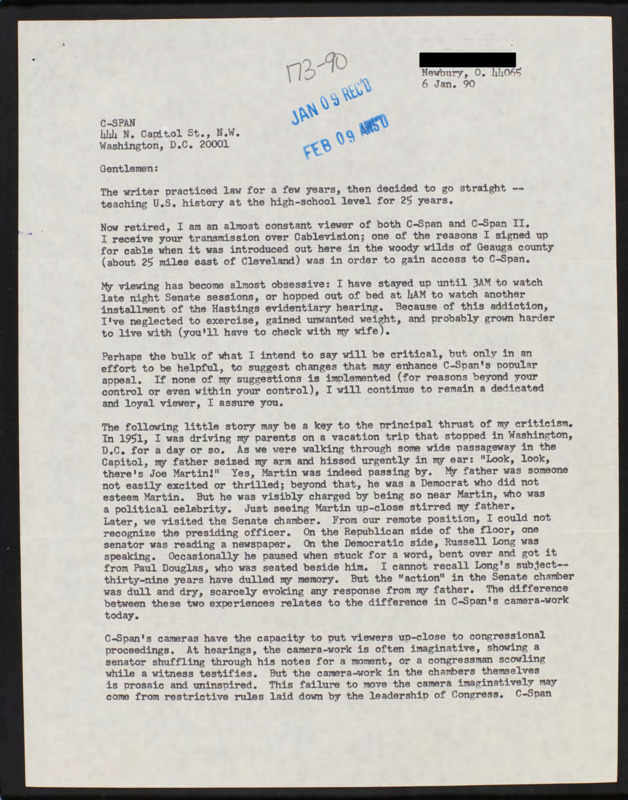 173-90
Newbury, O. 44065
6 Jan. 90
JAN 09 REC'D
FEB 09 ANS'D
C-SPAN
444 N. Capitol St., N.W.
Washington, D.C. 20001
Gentlemen:
The writer practiced law for a few years, then decided to go straight --
teaching U.S. history at the high-school level for 25 years.
Now retired, I am an almost constant viewer of both C-Span and C-Span II.
I receive your transmission over Cablevision; one of the reasons I signed up
for cable when it was introduced out here in the woody wilds of Geauga county
(about 25 miles east of Cleveland) was in order to gain access to C-Span.
My viewing has become almost obsessive: I have stayed up until 3AM to watch
late night Senate sessions, or hopped out of bed at 4AM to watch another
installment of the Hastings evidentiary hearing. Because of this addiction,
I've neglected to exercise, gained unwanted weight, and probably grown harder
to live with (you'll have to check with my wife).
Perhaps the bulk of what I intend to say will be critical, but only in an
effort to be helpful, to suggest changes that may enhance C-Span's popular
appeal. If none of my suggestions is implemented (for reasons beyond your
control or even within your control), I will continue to remain a dedicated
and loyal viewer, I assure you.
The following little story may be a key to the principal thrust of my criticism.
In 1951, I was driving my parents on a vacation trip that stopped in Washington,
D.C. for a day or so. As we were walking through some wide passageway in the
Capitol, my father seized my arm and hissed urgently in my ear: "Look, look,
there's Joe Martin!" Yes, Martin was indeed passing by. My father was someone
not easily excited or thrilled; beyond that, he was a Democrat who did not
esteem Martin. But he was visibly charged by being so near Martin, who was
a political celebrity. Just seeing Martin up-close stirred my father.
Later, we visited the Senate chamber. From our remote position, I could not
recognize the presiding officer. On the Republican side of the floor, one
senator was reading a newspaper. On the Democratic side, Russell Long was
speaking. Occasionally he paused when stuck for a word, bent over and got it
from Paul Douglas, who was seated beside him. I cannot recall Long's subject--
thirty-nine years have dulled my memory. But the "action" in the Senate chamber
was dull and dry, scarcely evoking any response from my father. The difference
between these two experiences relates to the difference in C-Span's camera-work
today.
C-Span's cameras have the capacity to put viewers up-close to congressional
proceedings. At hearings, the camera-work is often imaginative, showing a
senator shuffling through his notes for a moment, or a congressman scowling
while a witness testifies. But the camera-work in the chambers themselves
is prosaic and uninspired. This failure to move the camera imaginatively may
come from restrictive rules laid down by the leadership of Congress. C-Span